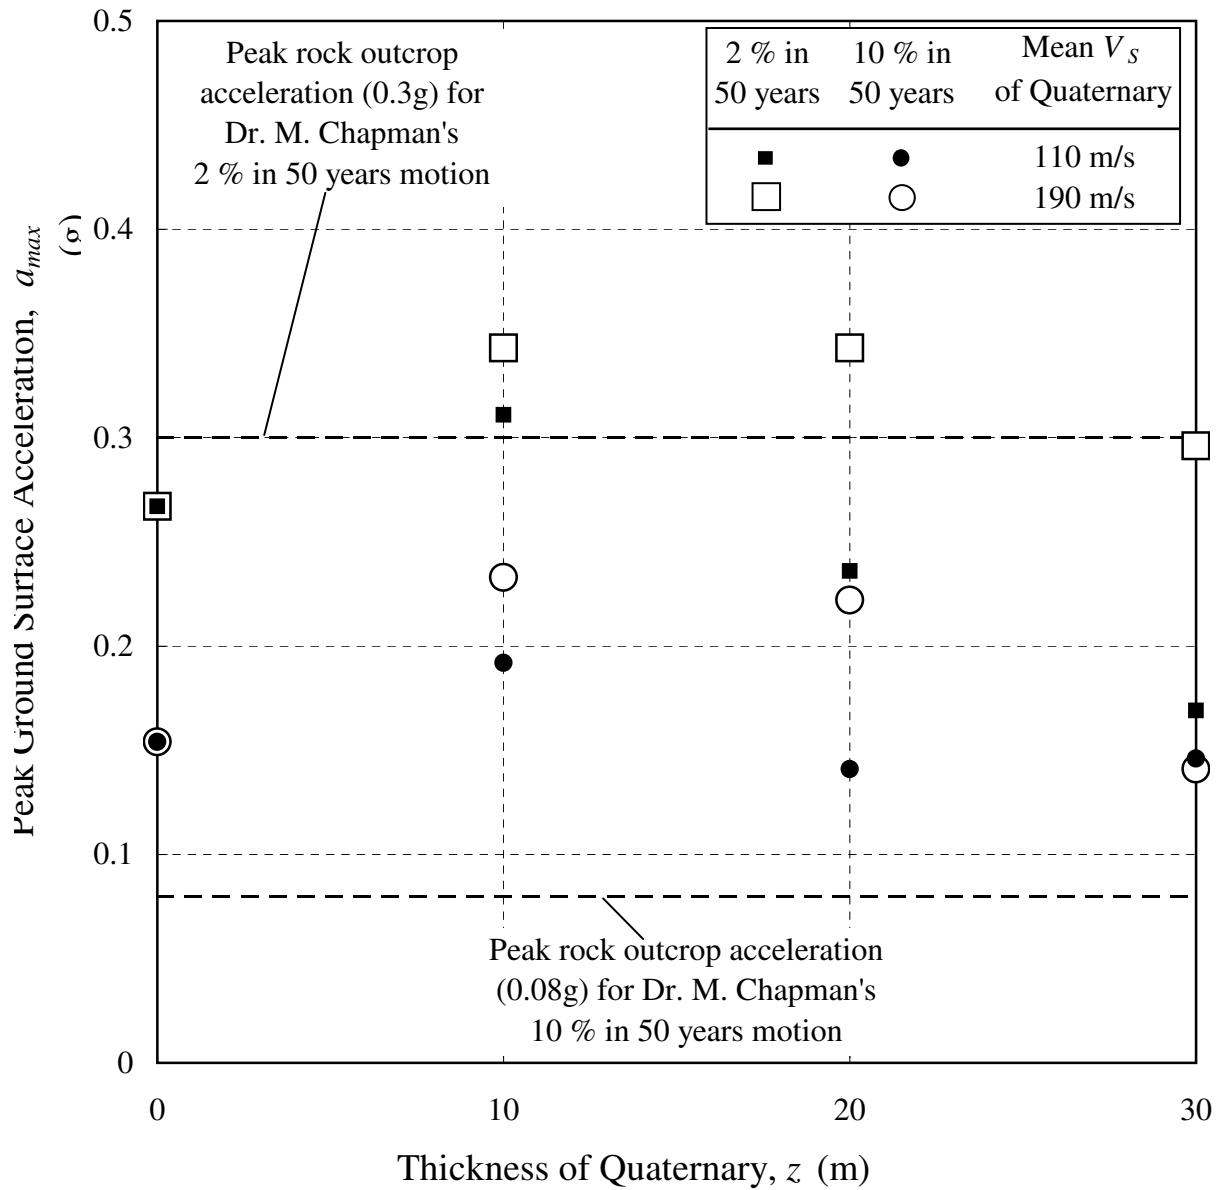 0.5
0.4
0.3
0.2
0.1
0
Peak Ground Surface Acceleration, a_max
(g)
Peak rock outcrop
acceleration (0.3g) for
Dr. M. Chapman's
2 % in 50 years motion
2 % in 10 % in Mean V_S
50 years 50 years of Quaternary
110 m/s
190 m/s
Peak rock outcrop acceleration
(0.08g) for Dr. M. Chapman's
10 % in 50 years motion
0 10 20 30
Thickness of Quaternary, z (m)